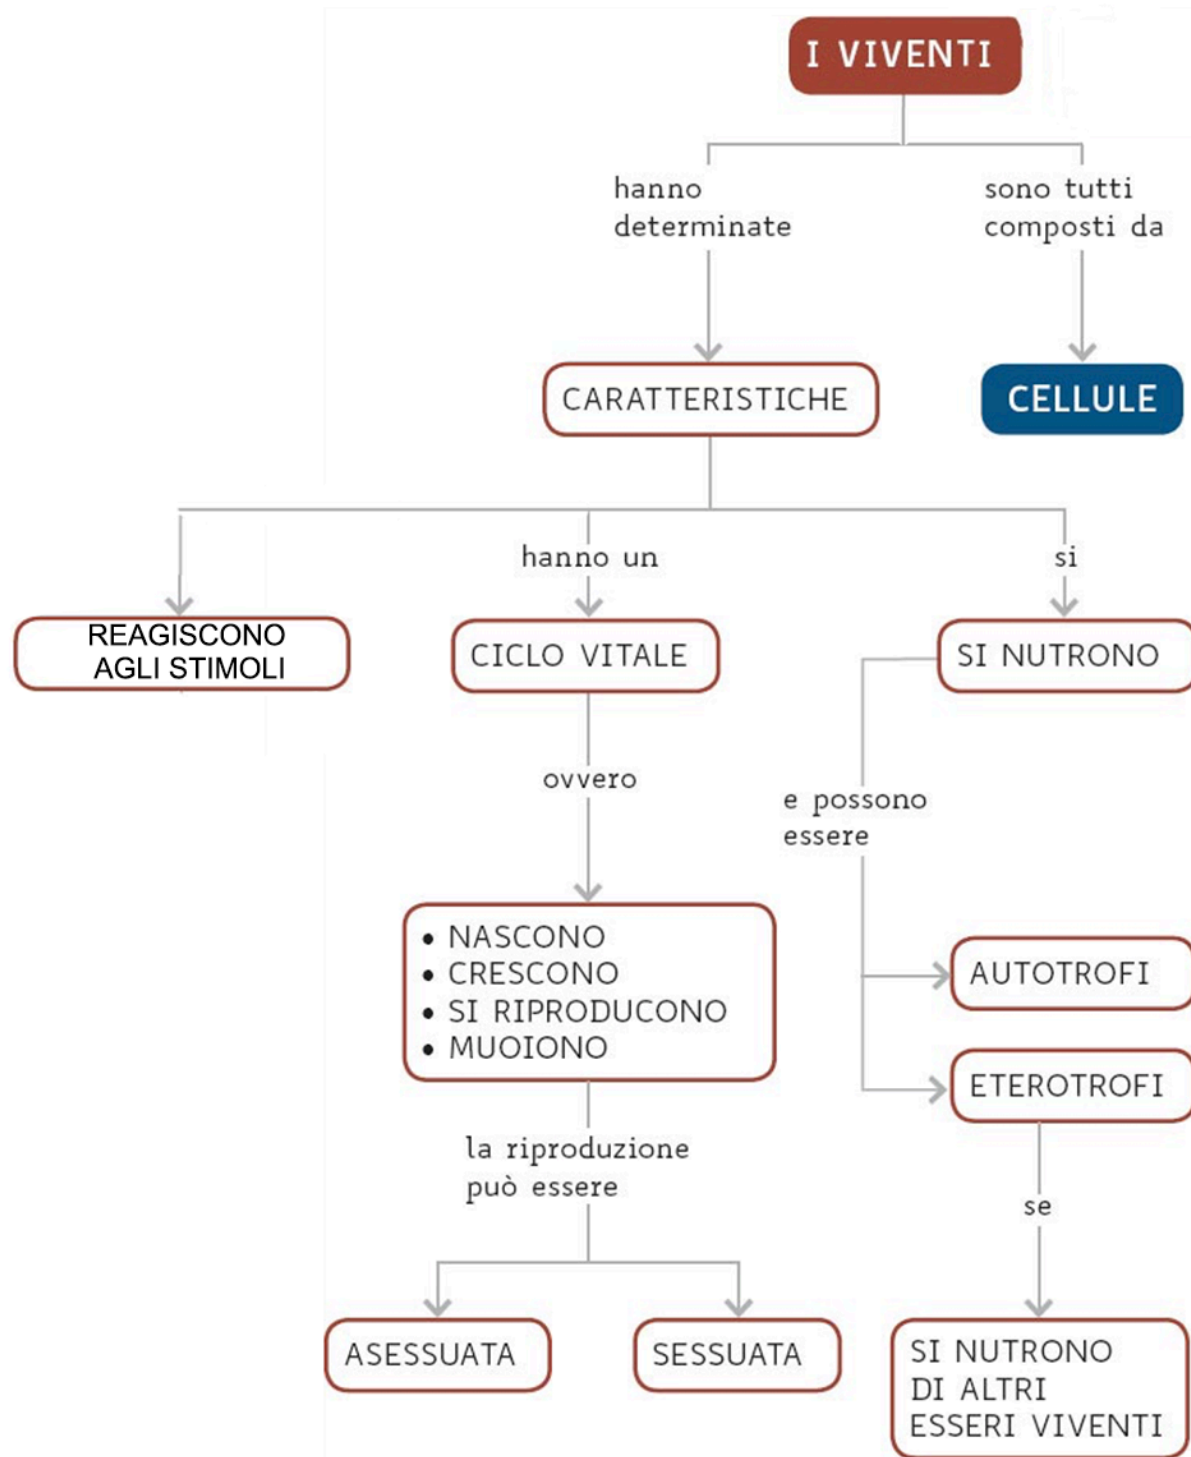 I VIVENTI
hanno
determinate
sono tutti
composti da
CARATTERISTICHE
CELLULE
hanno un
si
REAGISCONO
AGLI STIMOLI
CICLO VITALE
SI NUTRONO
ovvero
e possono
essere
• NASCONO
• CRESCONO
• SI RIPRODUCONO
• MUOIONO
AUTOTROFI
ETEROTROFI
la riproduzione
può essere
se
ASESSUATA
SESSUATA
SI NUTRONO
DI ALTRI
ESSERI VIVENTI